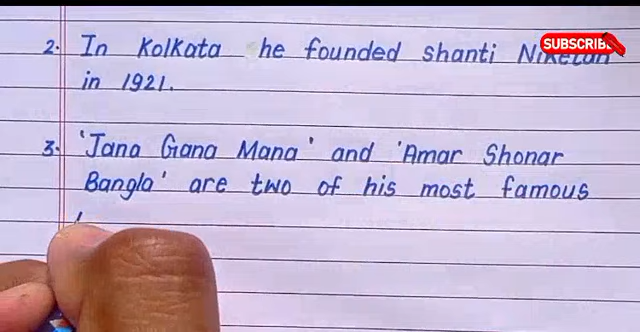 SUBSCRIBE
2. In Kolkata he founded shanti Niketan
in 1921.
3. 'Jana Gana Mana' and 'Amar Shonar
Bangla' are two of his most famous